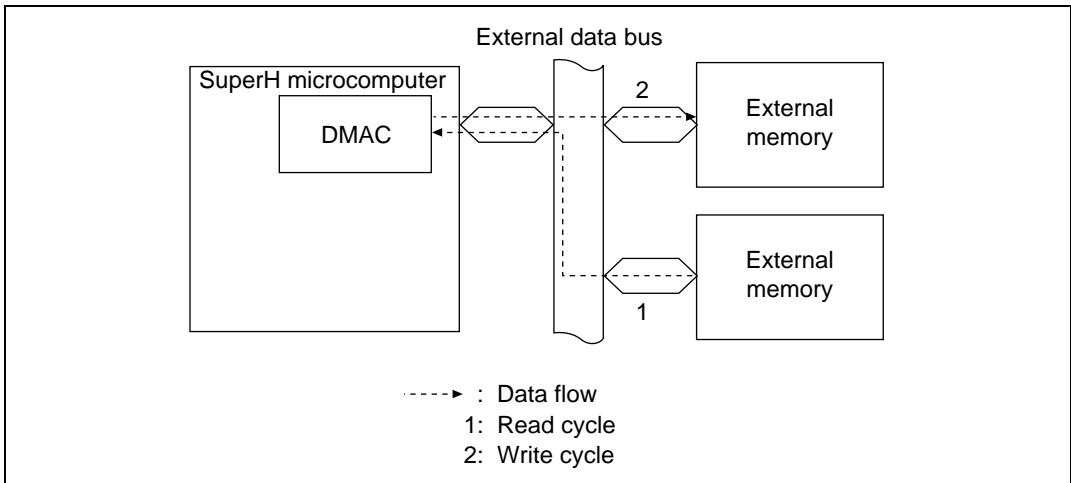 External data bus
SuperH microcomputer
DMAC
2
External
memory
External
memory
1
: Data flow
1: Read cycle
2: Write cycle